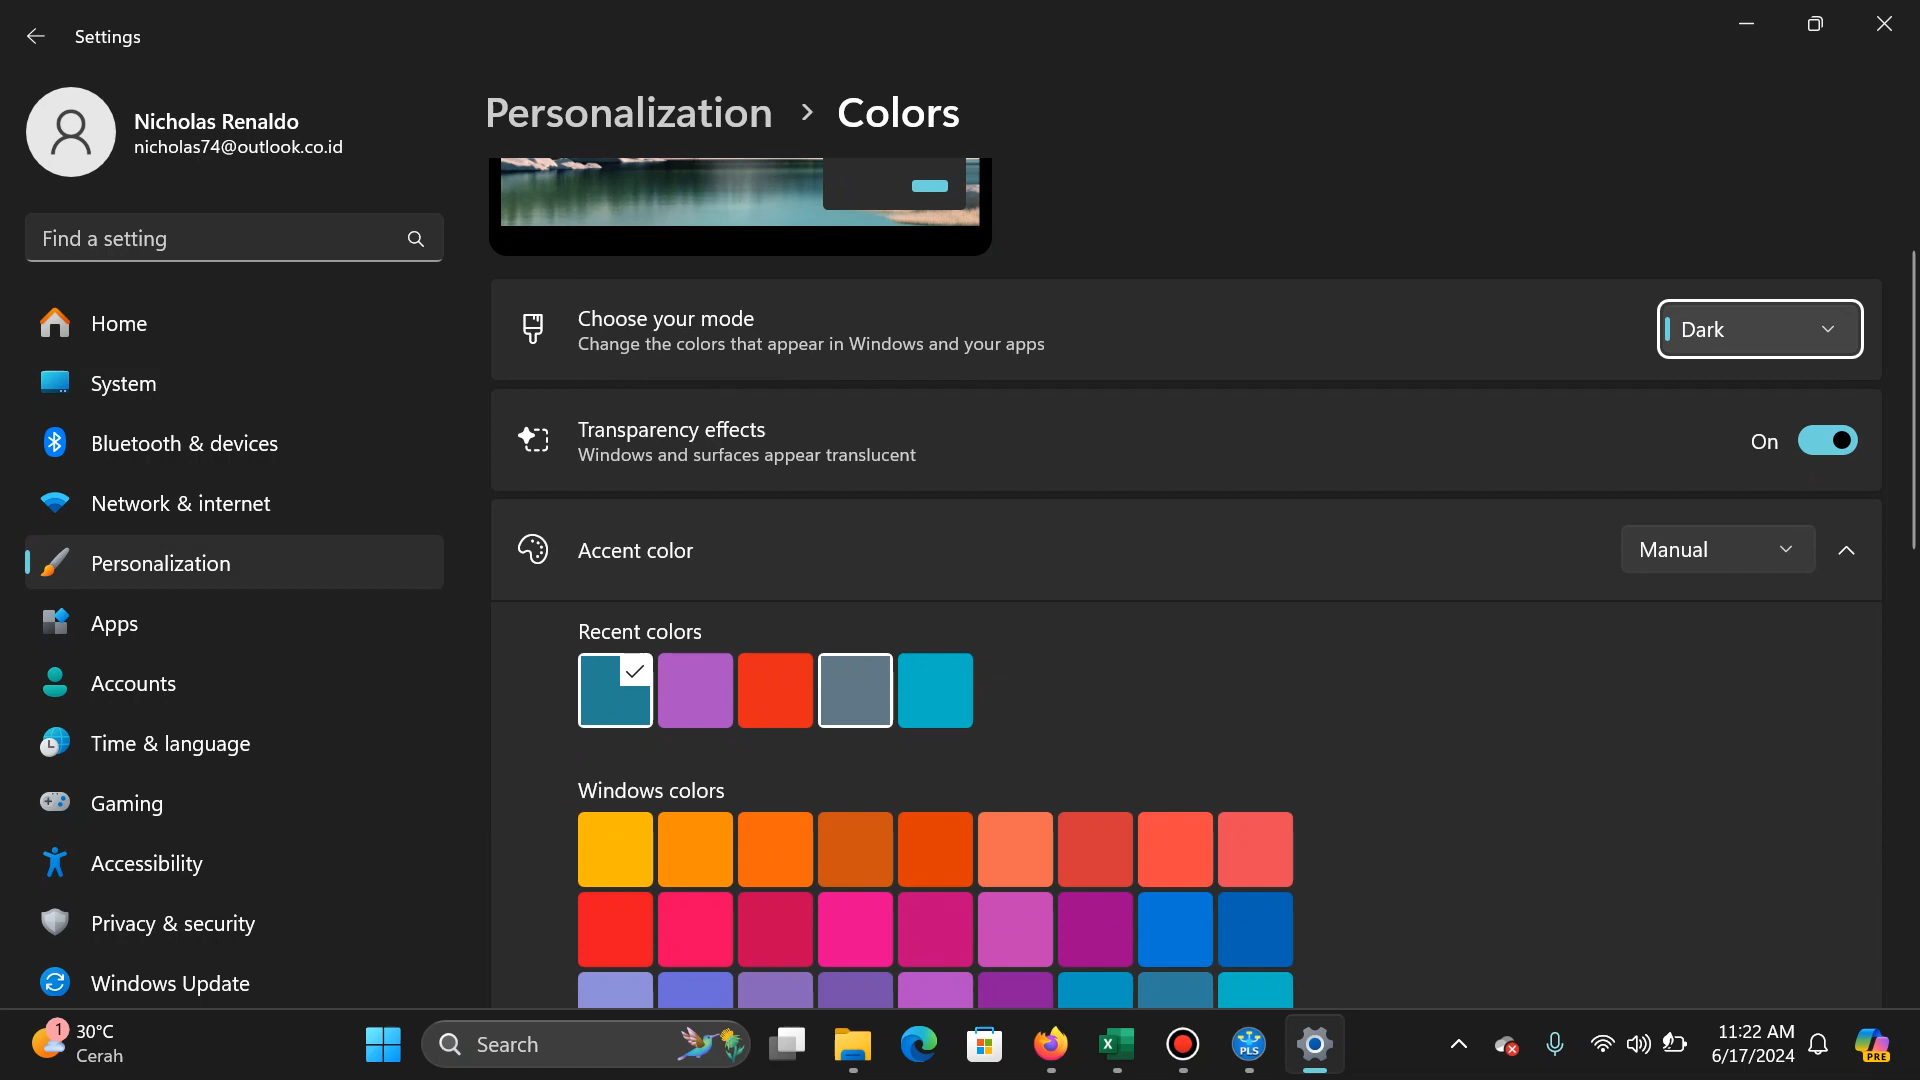 Settings
Nicholas Renaldo
nicholas74@outlook.co.id
Find a setting
Home
System
Bluetooth & devices
Network & internet
Personalization
Apps
Accounts
Time & language
Gaming
Accessibility
Privacy & security
Windows Update
Personalization > Colors
Choose your mode
Change the colors that appear in Windows and your apps
Dark
Transparency effects
Windows and surfaces appear translucent
On
Accent color
Manual
Recent colors
Windows colors
1
30°C
Cerah
Search
X
PLS
11:22 AM
6/17/2024
PRE